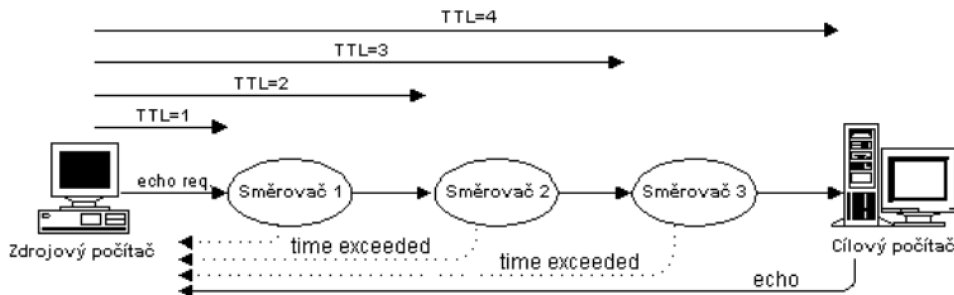 TTL=4
TTL=3
TTL=2
TTL=1
echo req.
Směrovač 1
Směrovač 2
Směrovač 3
Zdrojový počítač
time exceeded
Cílový počítač
time exceeded
echo